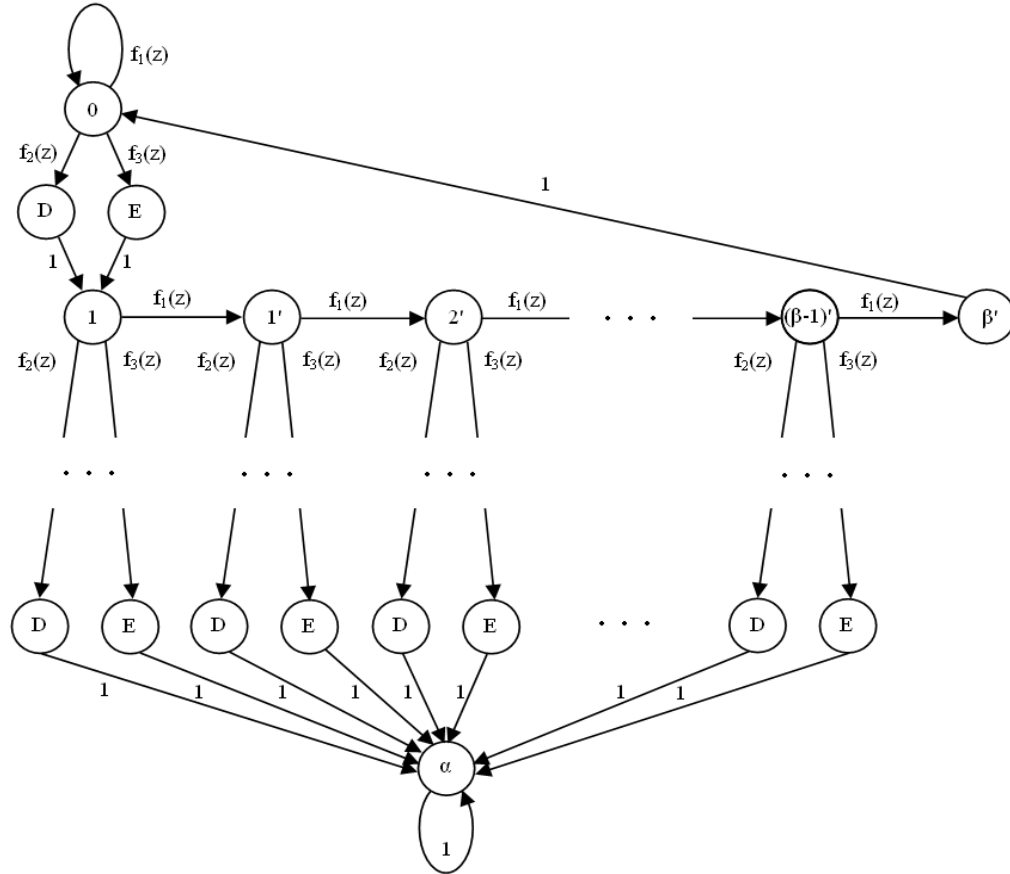 f₁(z)
0
f₂(z) f₃(z)
1
D E
1 1
f₁(z) f₁(z) f₁(z) f₁(z)
1 1' 2' . . . (β-1)' β'
f₂(z) f₃(z) f₂(z) f₃(z) f₂(z) f₃(z) f₂(z) f₃(z)
. . . . . . . . . . . .
D E D E D E . . . D E
1 1 1 1 1 1 1 1
α
1